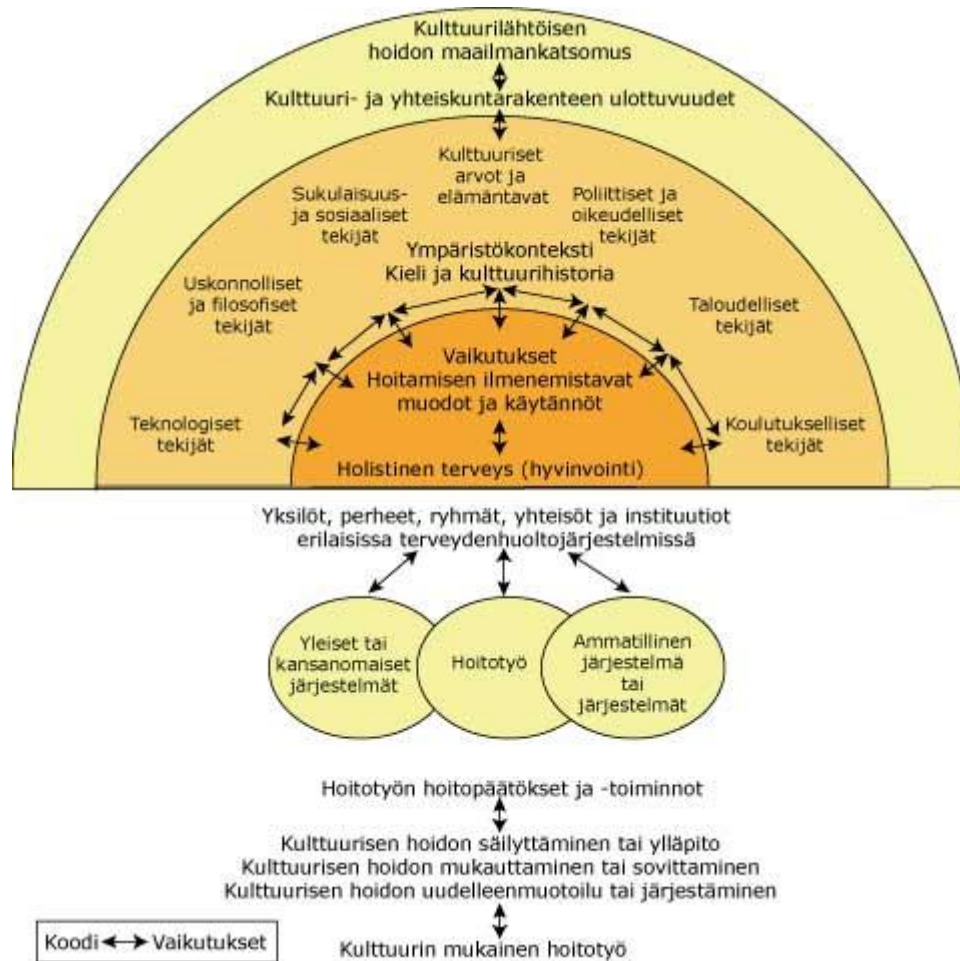 Kulttuurilähtöisen
hoidon maailmankatsomus
Kulttuuri- ja yhteiskuntarakenteen ulottuvuudet
Kulttuuriset
arvot ja
elämäntavat
Sukulaisuus-
ja sosiaaliset
tekijät
Poliittiset ja
oikeudelliset
tekijät
Ympäristökonteksti
Kieli ja kulttuurihistoria
Uskonnolliset
ja filosofiset
tekijät
Taloudelliset
tekijät
Vaikutukset
Hoitamisen ilmenemistavat
muodot ja käytännöt
Teknologiset
tekijät
Koulutukselliset
tekijät
Holistinen terveys (hyvinvointi)
Yksilöt, perheet, ryhmät, yhteisöt ja instituutiot
erilaisissa terveydenhuoltojärjestelmissä
Yleiset tai
kansanomaiset
järjestelmät
Hoitotyö
Ammatillinen
järjestelmä
tai
järjestelmät
Hoitotyön hoitopäätökset ja -toiminnot
Kulttuurisen hoidon säilyttäminen tai ylläpito
Kulttuurisen hoidon mukauttaminen tai sovittaminen
Kulttuurisen hoidon uudelleenmuotoilu tai järjestäminen
Kulttuurin mukainen hoitotyö
Koodi Vaikutukset